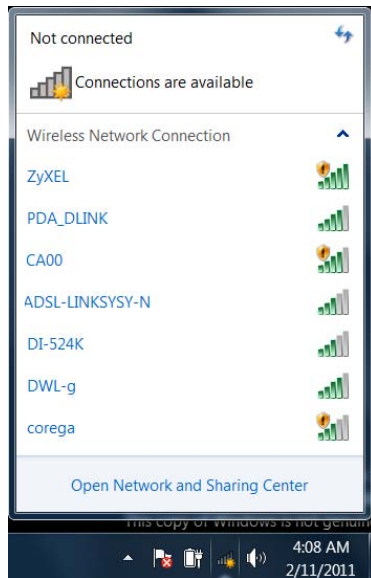 Not connected
Connections are available
Wireless Network Connection
ZyXEL
PDA_DLINK
CA00
ADSL-LINKSYSY-N
DI-524K
DWL-g
corega
Open Network and Sharing Center
This copy of Windows is not genuin
4:08 AM
2/11/2011